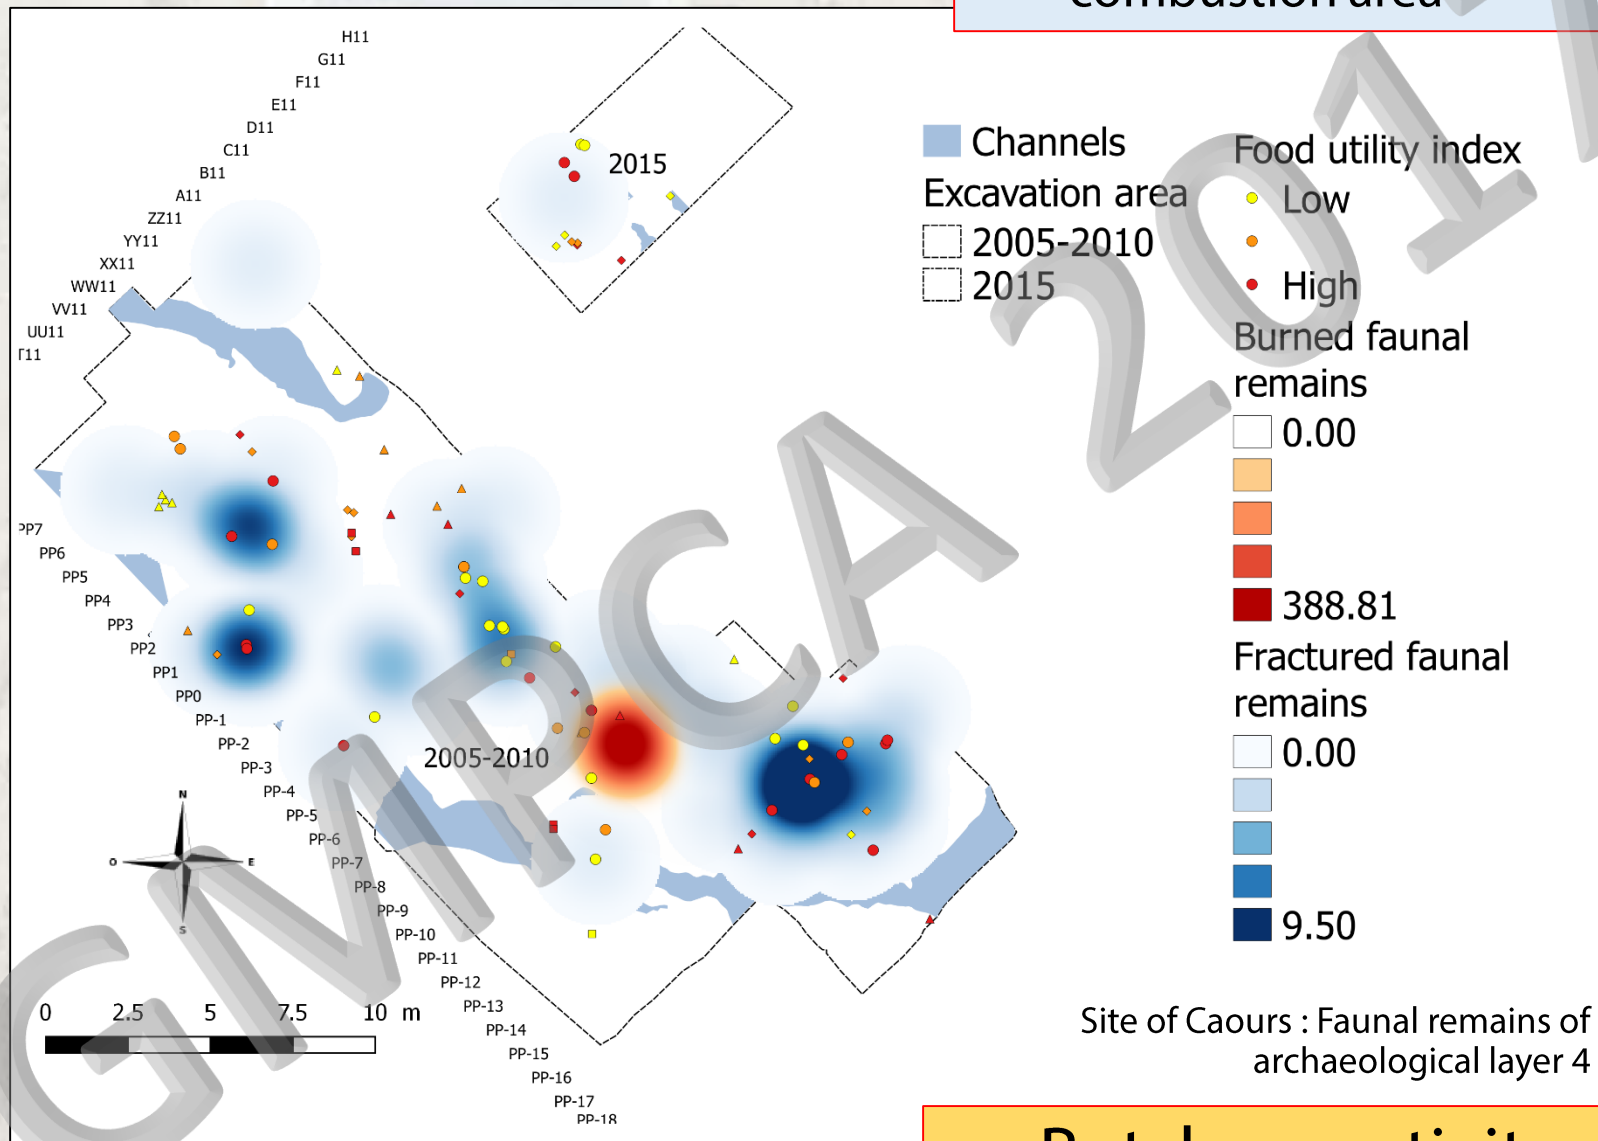 combustion area
H11
G11
F11
E11
D11
C11
B11
A11
ZZ11
YY11
XX11
WW11
VV11
UU11
T11
2015
Channels
Excavation area
2005-2010
2015
Food utility index
Low
High
Burned faunal
remains
0.00
388.81
Fractured faunal
remains
0.00
9.50
PP7
PP6
PP5
PP4
PP3
PP2
PP1
PP0
PP-1
PP-2
PP-3
PP-4
PP-5
PP-6
PP-7
PP-8
PP-9
PP-10
PP-11
PP-12
PP-13
PP-14
PP-15
PP-16
PP-17
PP-18
2005-2010
N
O E
S
0 2.5 5 7.5 10 m
Site of Caours : Faunal remains of
archaeological layer 4
GMPCA 2017